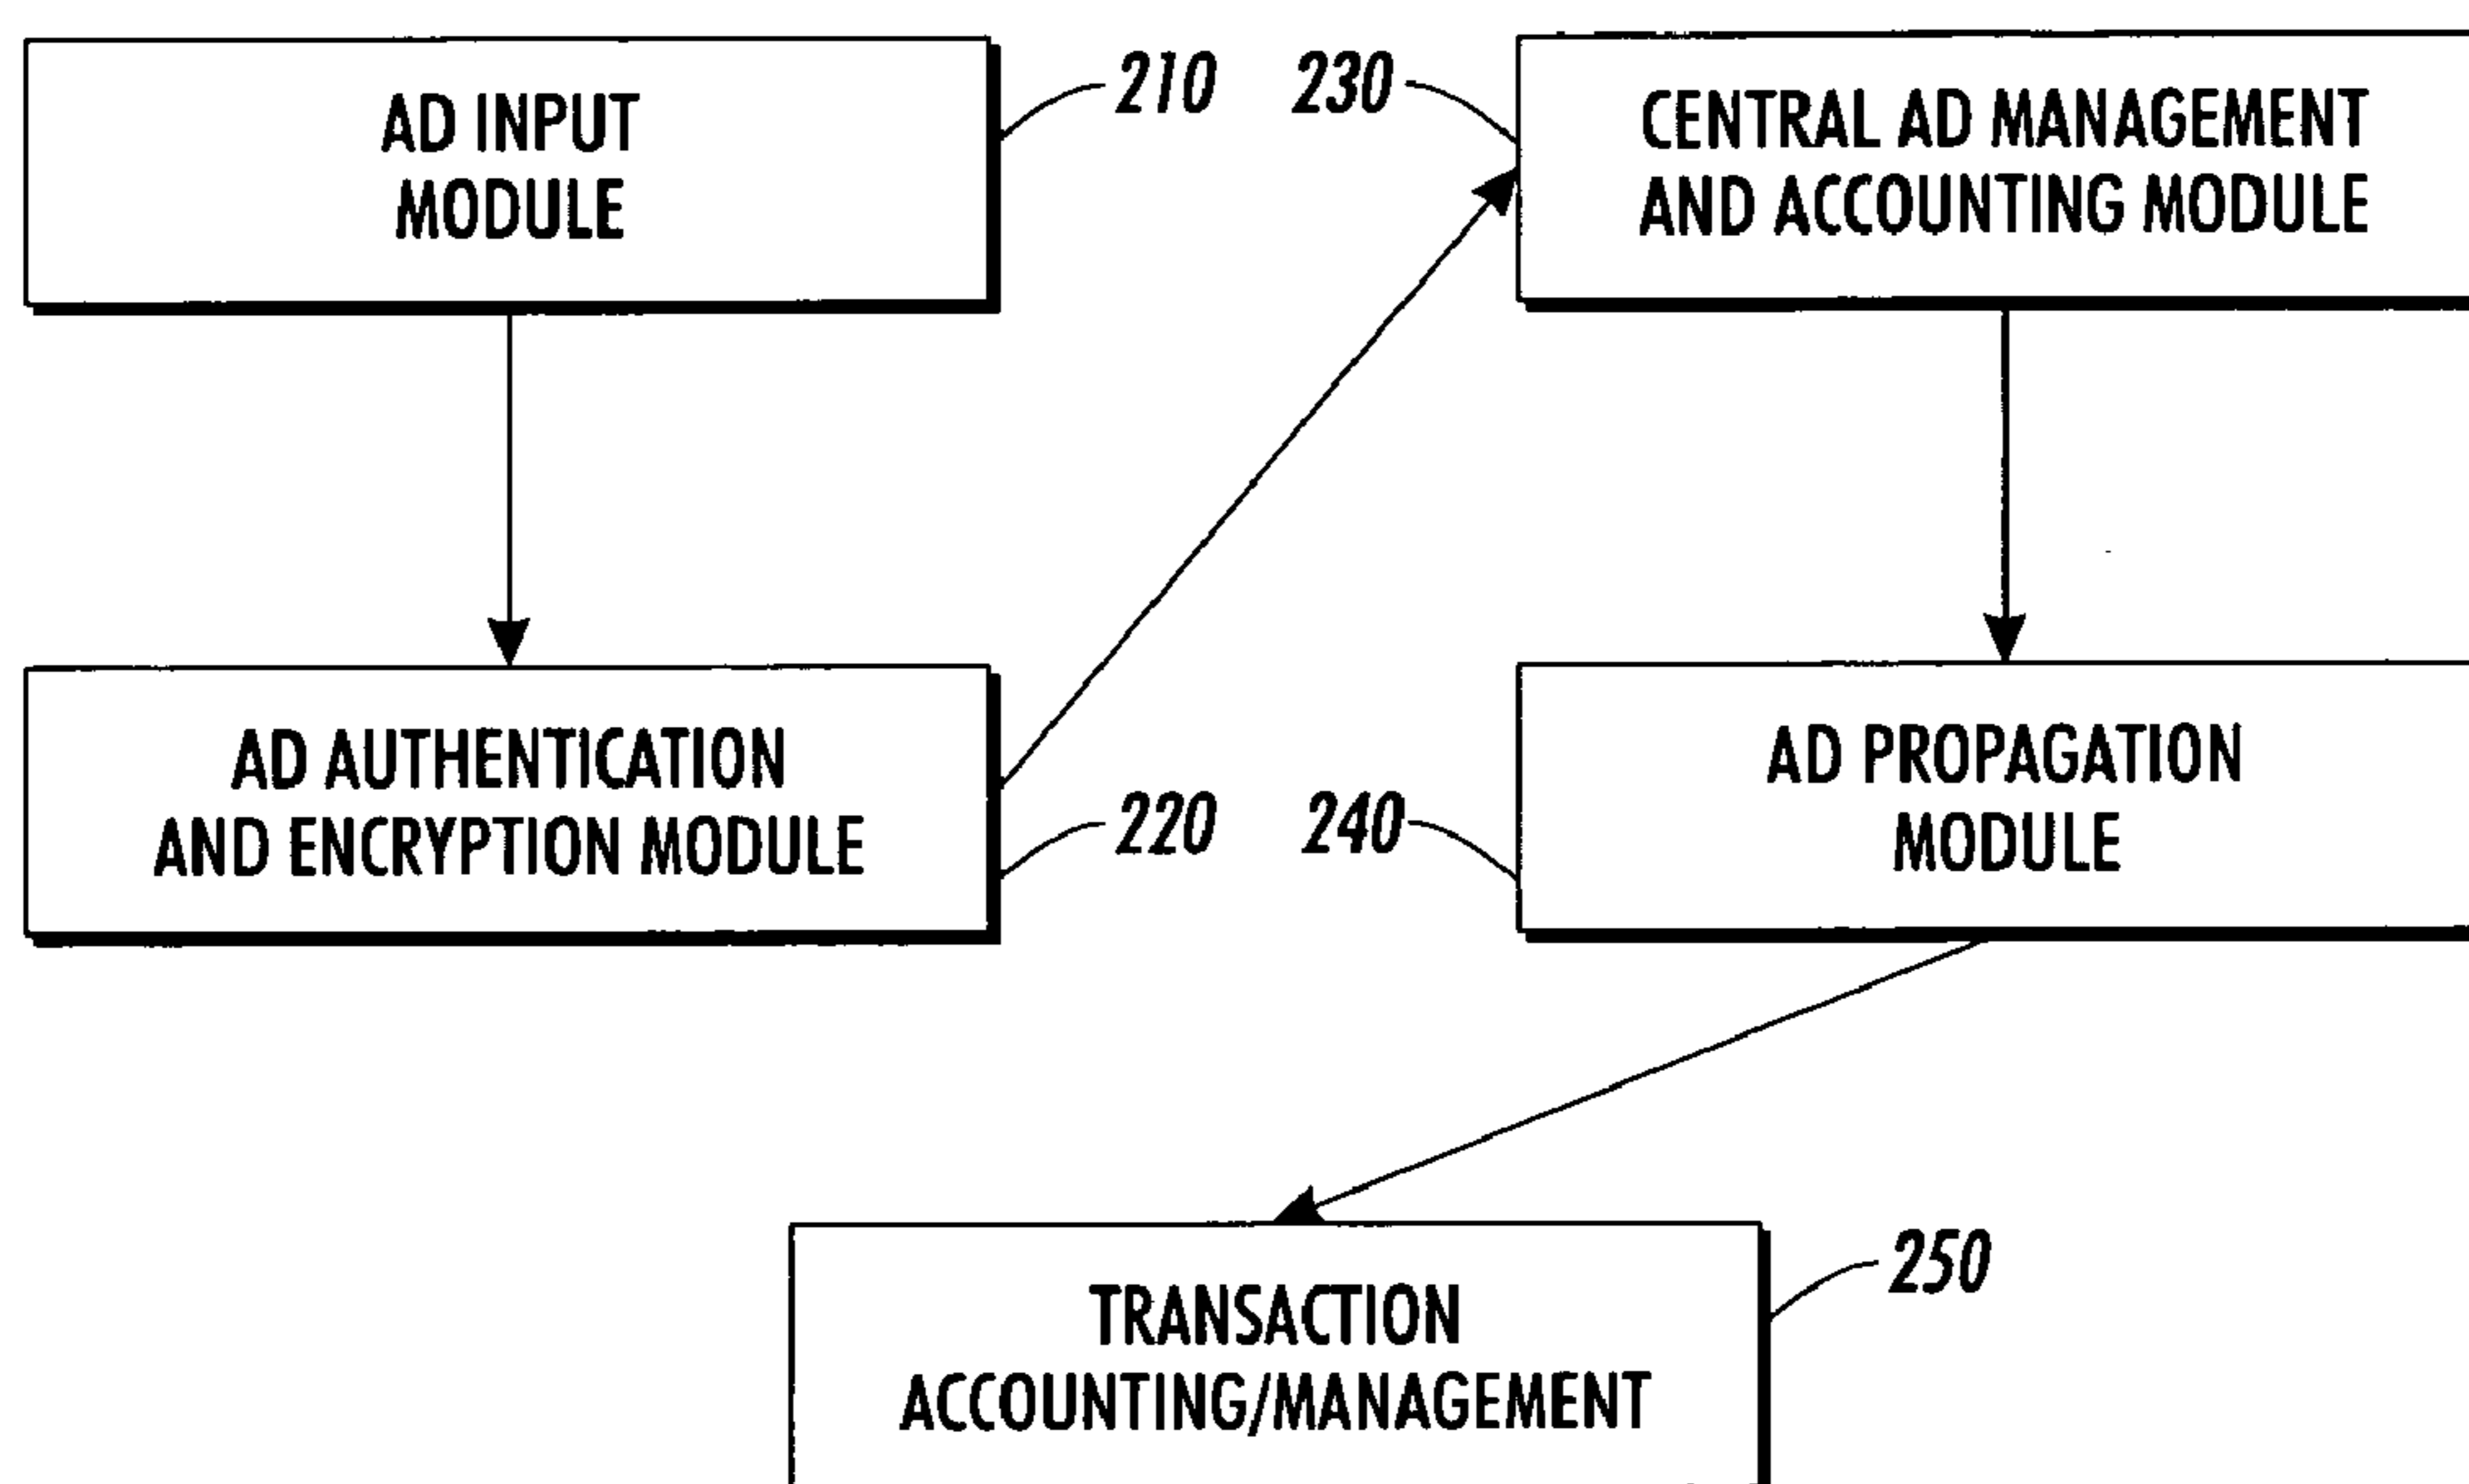 AD INPUT
MODULE
210
230
CENTRAL AD MANAGEMENT
AND ACCOUNTING MODULE
AD AUTHENTICATION
AND ENCRYPTION MODULE
220
240
AD PROPAGATION
MODULE
TRANSACTION
ACCOUNTING/MANAGEMENT
250